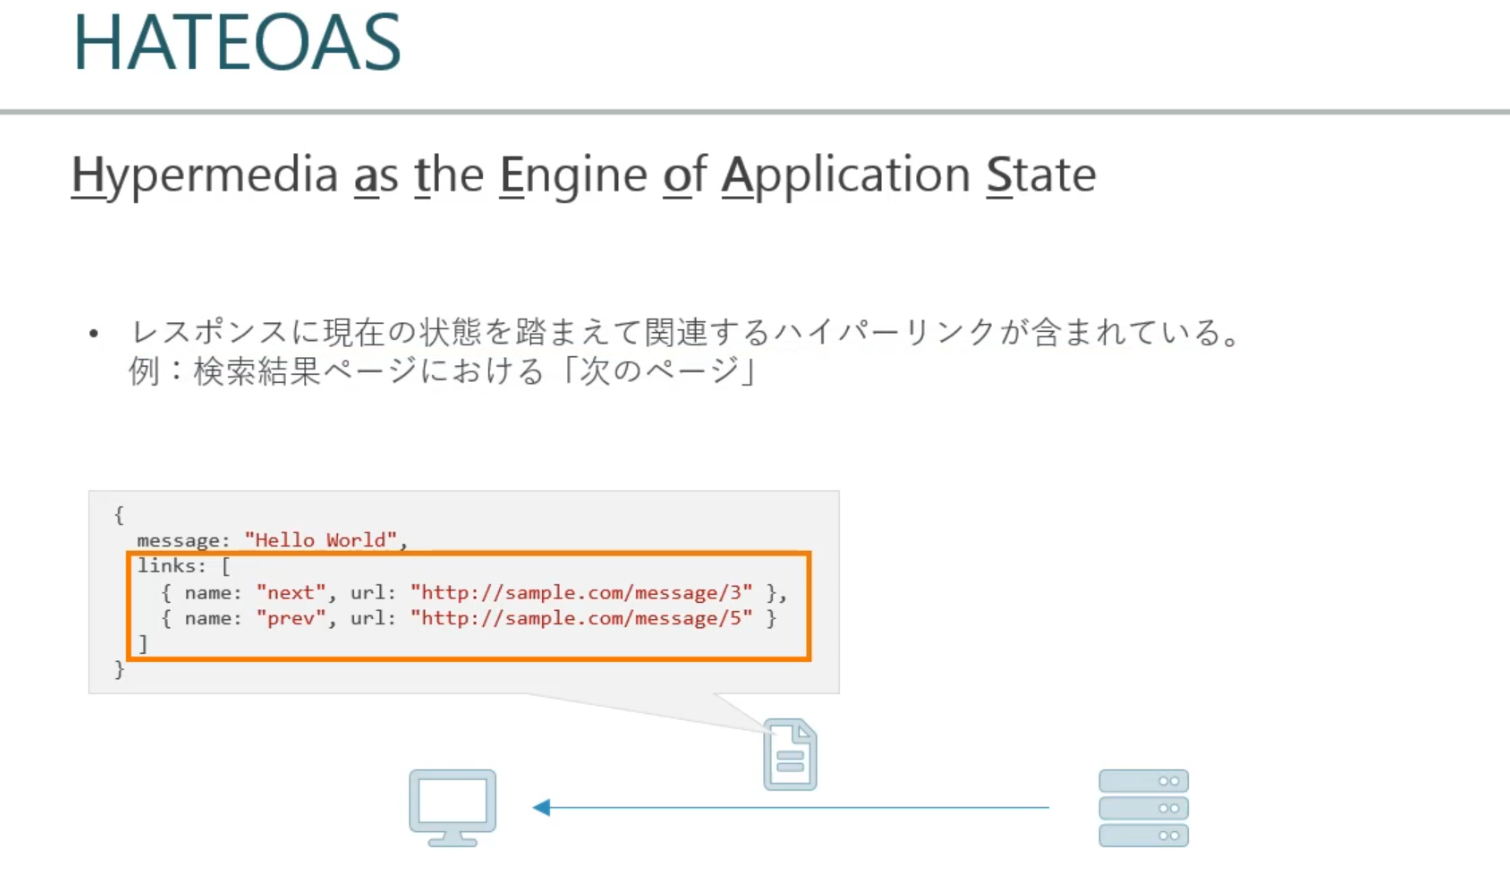 HATEOAS
Hypermedia as the Engine of Application State
• レスポンスに現在の状態を踏まえて関連するハイパーリンクが含まれている。
例：検索結果ページにおける「次のページ」
{
message: "Hello World",
links: [
{ name: "next", url: "http://sample.com/message/3" },
{ name: "prev", url: "http://sample.com/message/5" }
]
}